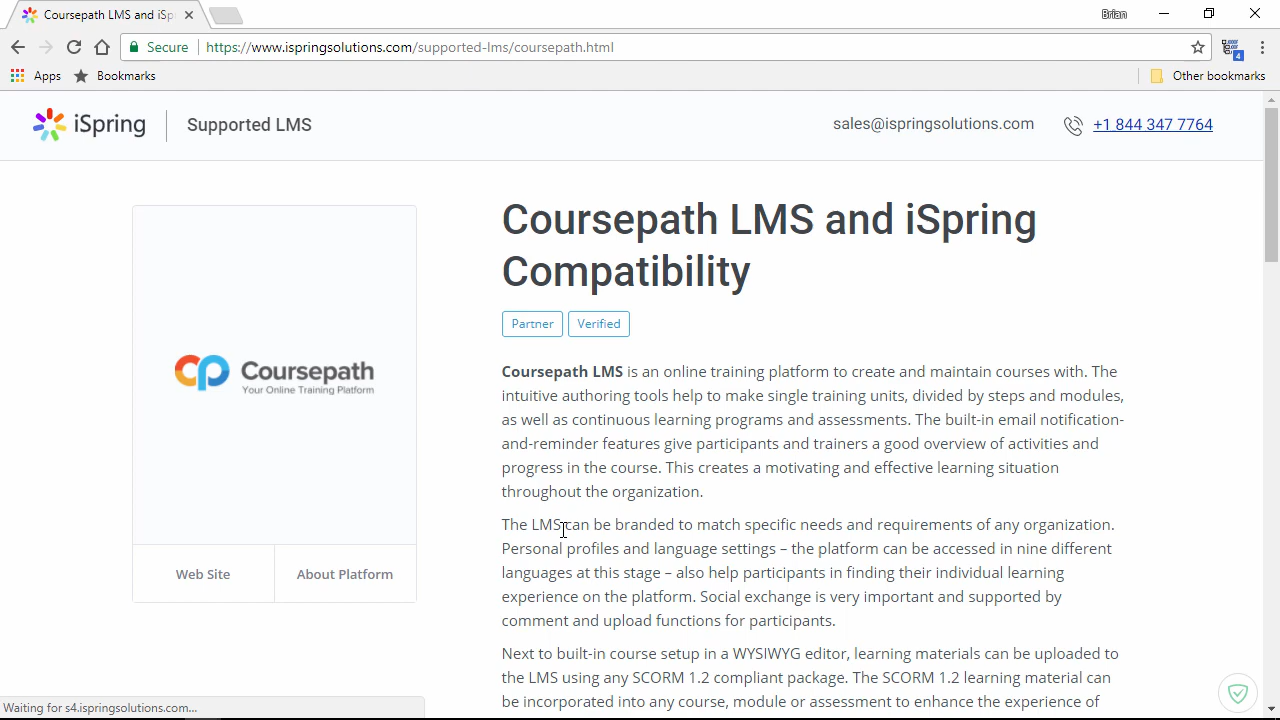 Coursepath LMS and iSp
Brian
Secure
https://www.ispringsolutions.com/supported-lms/coursepath.html
4
Apps
Bookmarks
Other bookmarks
iSpring
Supported LMS
sales@ispringsolutions.com
+1 844 347 7764
Coursepath
Your Online Training Platform
Web Site
About Platform
Coursepath LMS and iSpring
Compatibility
Partner
Verified
Coursepath LMS is an online training platform to create and maintain courses with. The
intuitive authoring tools help to make single training units, divided by steps and modules,
as well as continuous learning programs and assessments. The built-in email notification-
and-reminder features give participants and trainers a good overview of activities and
progress in the course. This creates a motivating and effective learning situation
throughout the organization.
The LMS can be branded to match specific needs and requirements of any organization.
Personal profiles and language settings – the platform can be accessed in nine different
languages at this stage – also help participants in finding their individual learning
experience on the platform. Social exchange is very important and supported by
comment and upload functions for participants.
Next to built-in course setup in a WYSIWYG editor, learning materials can be uploaded to
the LMS using any SCORM 1.2 compliant package. The SCORM 1.2 learning material can
be incorporated into any course, module or assessment to enhance the experience of
Waiting for s4.ispringsolutions.com...